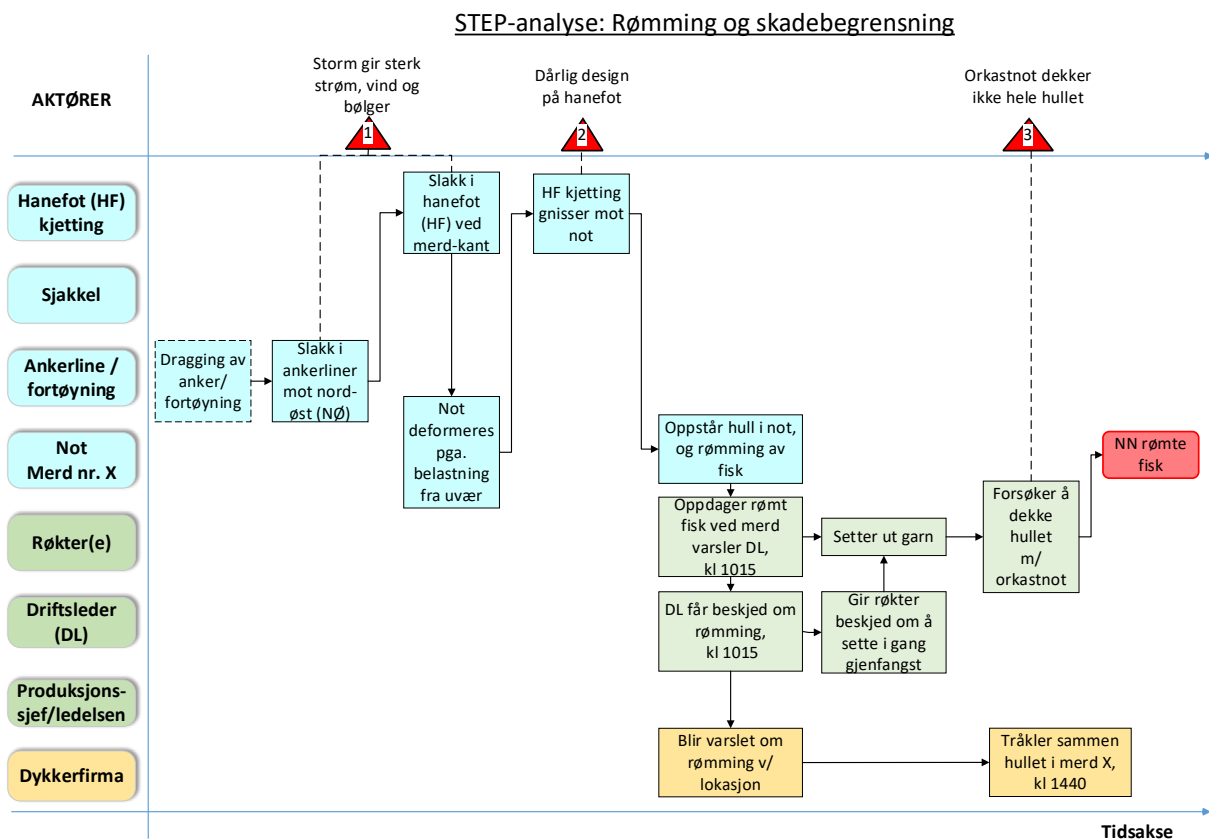 STEP-analyse: Rømming og skadebegrensning
AKTØRER
Storm gir sterk
strøm, vind og
bølger
1
Dårlig design
på hanefot
2
Orkastnot dekker
ikke hele hullet
3
Hanefot (HF)
kjetting
Slakk i
hanefot
(HF) ved
merd-kant
HF kjetting
gnisser mot
not
Sjakkel
Ankerline /
fortøyning
Dragging av
anker/
fortøyning
Slakk i
ankerliner
mot nord-
øst (NØ)
Not
Merd nr. X
Not
deformeres
pga.
belastning
fra uvær
Oppstår hull i not,
og rømming av
fisk
NN rømte
fisk
Røkter(e)
Oppdager rømt
fisk ved merd
varsler DL,
kl 1015
Setter ut garn
Forsøker å
dekke
hullet
m/
orkastnot
Driftsleder
(DL)
DL får beskjed om
rømming,
kl 1015
Gir røkter
beskjed om å
sette i gang
gjenfangst
Produksjons-
sjef/ledelsen
Dykkerfirma
Blir varslet om
rømming v/
lokasjon
Tråkler sammen
hullet i merd X,
kl 1440
Tidsakse